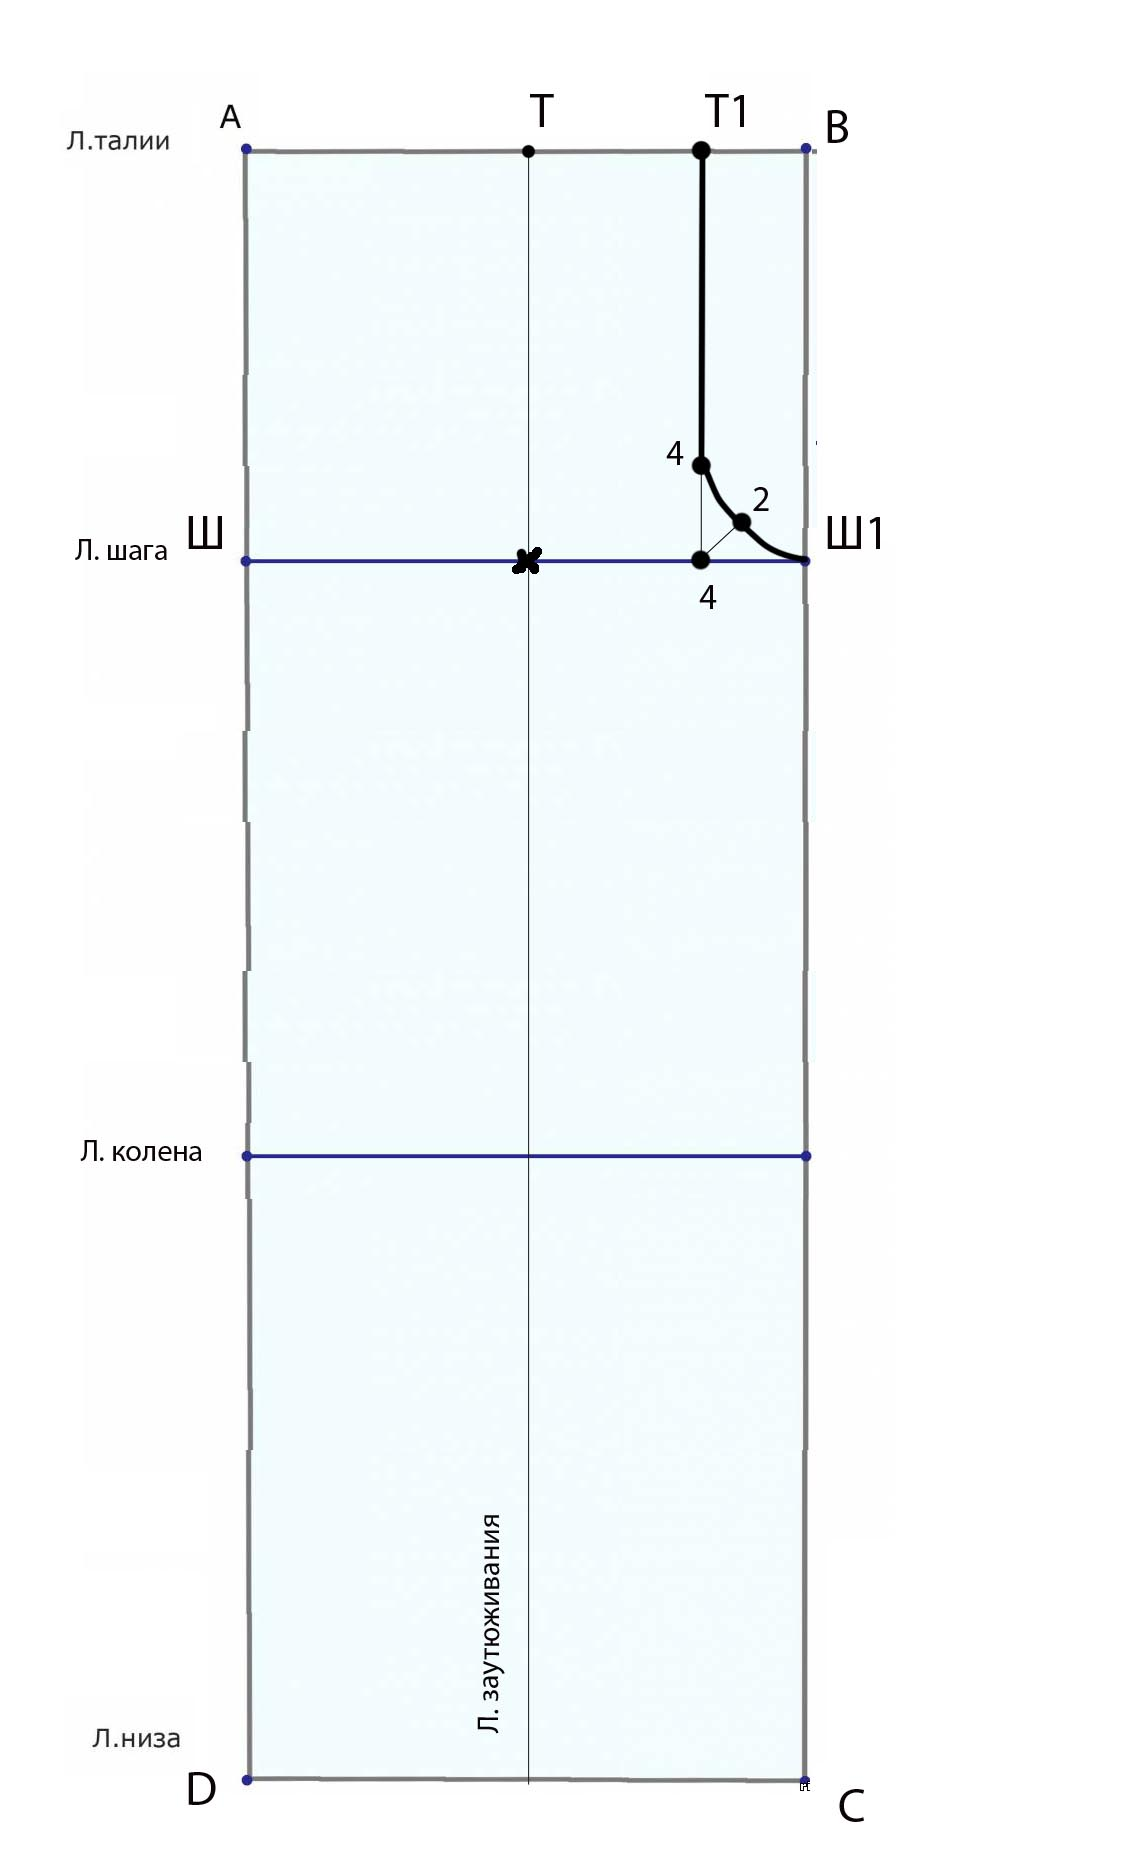 A
T
T1
B
Л.талии
4
2
Ш
Ш1
Л. шага
4
Л. колена
Л. заутюживания
Л.низа
D
C